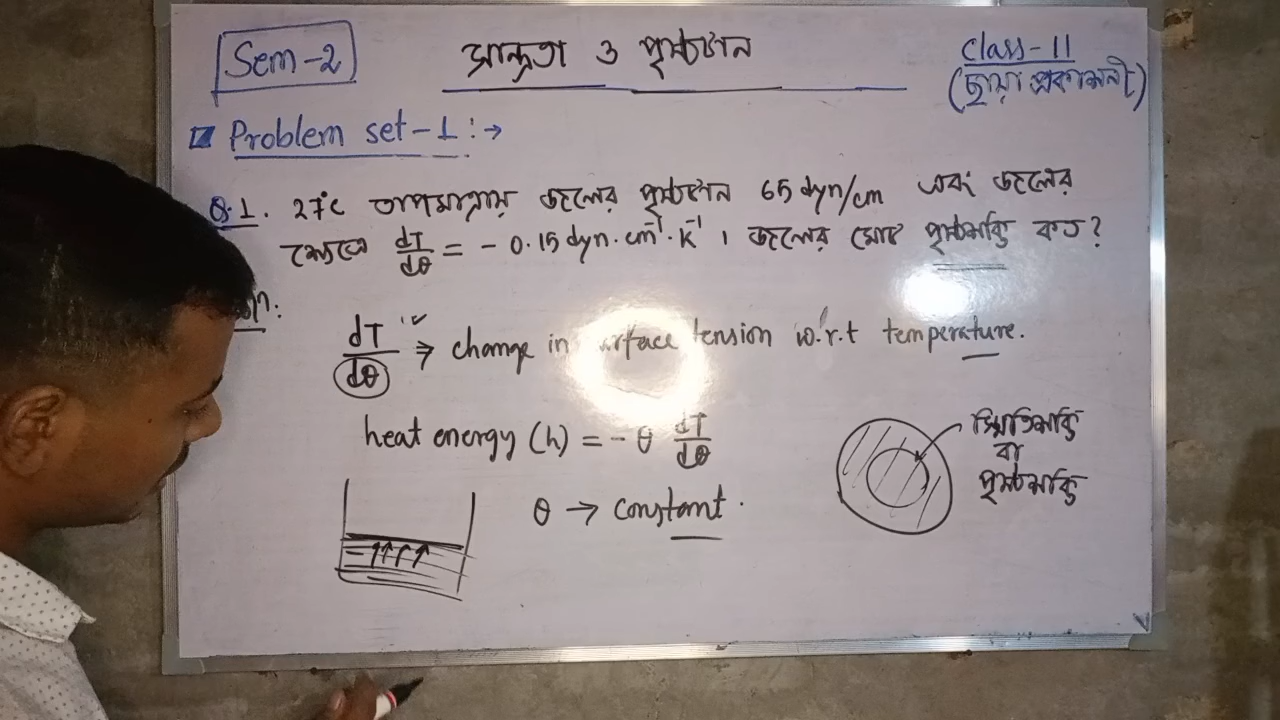 Sem-2
সান্দ্রতা ও পৃষ্ঠটান
Class-11
(ছায়া প্রকাশনী)
Problem set-1:→
Q.1. 27°C তাপমাত্রায় জলের পৃষ্ঠটান 65 dyn/cm এবং জলের
ক্ষেত্রে dT/dθ = - 0.15 dyn.cm⁻¹.K⁻¹ । জলের মোট পৃষ্ঠশক্তি কত?
dT/dθ ⇒ change in surface tension w.r.t temperature.
heat energy (h) = - θ dT/dθ
θ → constant.
স্থিতিশক্তি
বা
পৃষ্ঠশক্তি